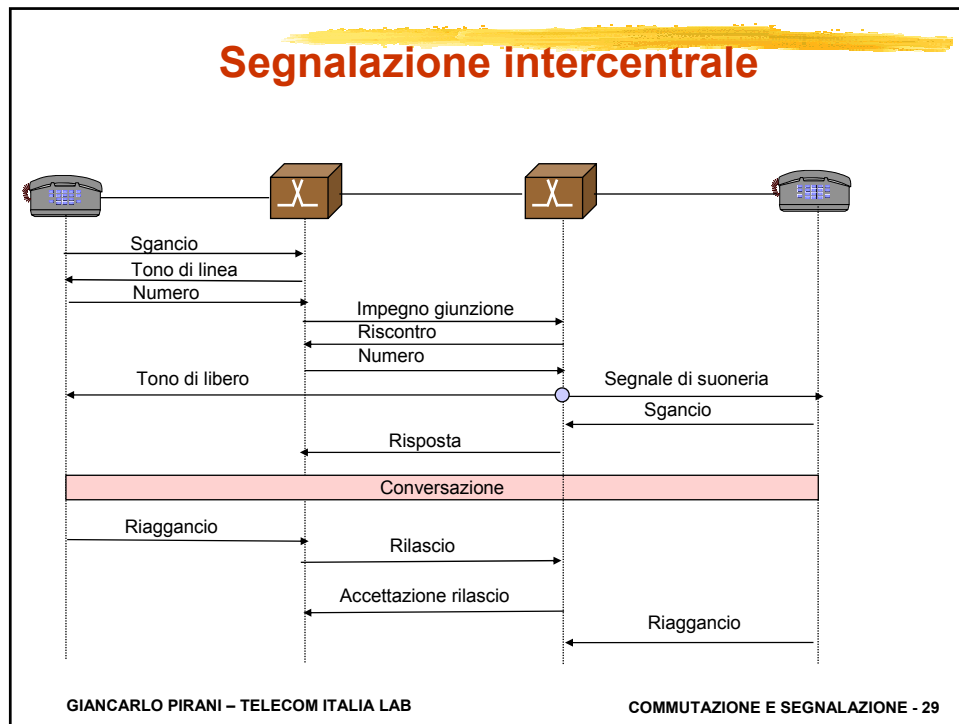 Segnalazione intercentrale
Sgancio
Tono di linea
Numero
Impegno giunzione
Riscontro
Numero
Tono di libero
Segnale di suoneria
Sgancio
Risposta
Conversazione
Riaggancio
Rilascio
Accettazione rilascio
Riaggancio
GIANCARLO PIRANI – TELECOM ITALIA LAB
COMMUTAZIONE E SEGNALAZIONE - 29